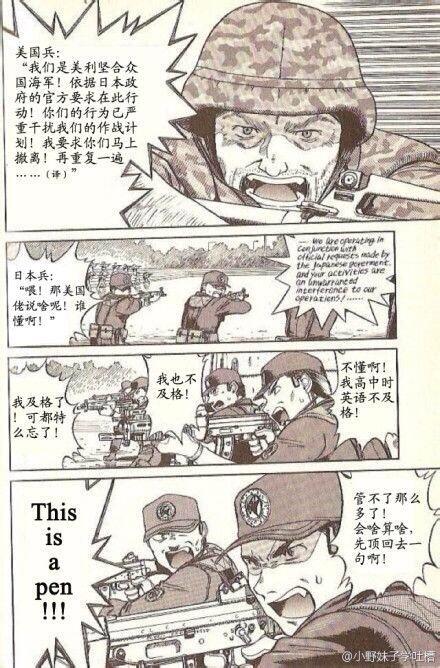 美国兵:
“我们是美利坚合众
国海军！依据日本政
府的官方要求在此行
动！你们的行为已严
重干扰我们的作战计
划！我要求你们马上
撤离！再重复一遍
……（译）”
—— We are operating in
conjunction with
official requests made by
the Japanese goverment.
and your activities are
an unwarranted
interference to our
operations!……
日本兵:
“喂！那美国
佬说啥呢！谁
懂啊！”
不懂啊！
我高中时
英语不及
格！
我也不
及格！
我及格了
！可都特
么忘了！
管不了那么
多了！
会啥算啥，
先顶回去一
句啊！
This
is
a
pen
!!!
@小野妹子学吐槽